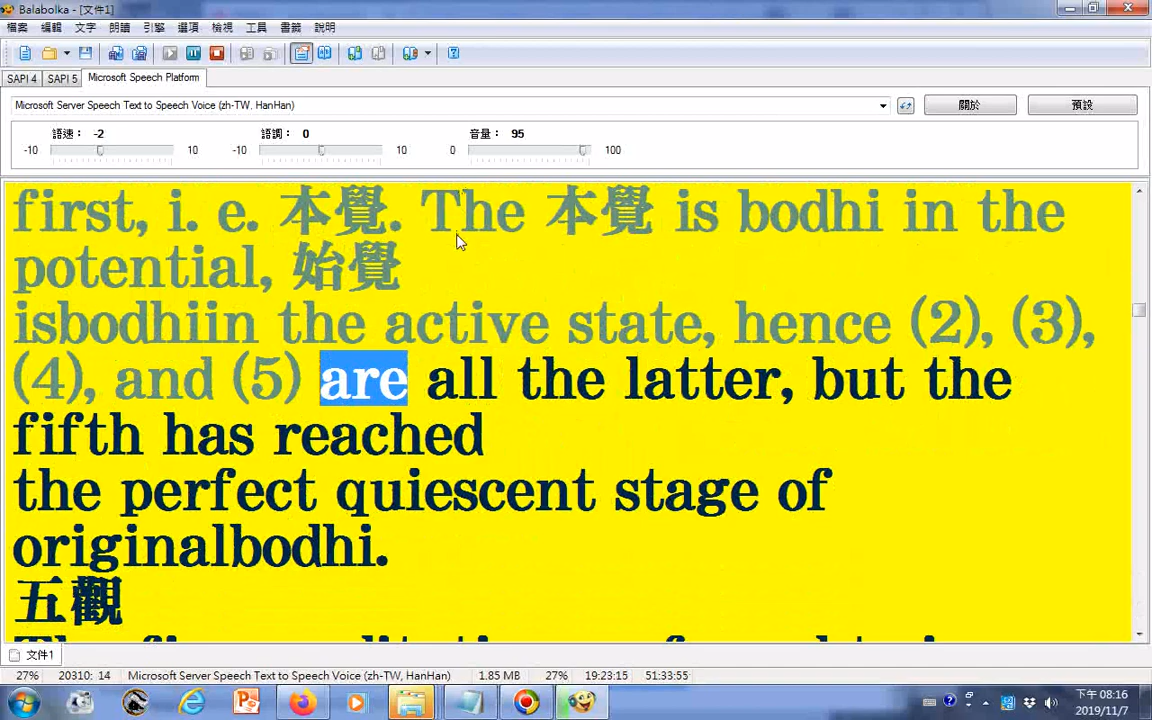 Balabolka - [文件1]
檔案 編輯 文字 朗讀 引擎 選項 檢視 工具 書籤 說明
SAPI 4 SAPI 5 Microsoft Speech Platform
Microsoft Server Speech Text to Speech Voice (zh-TW, HanHan) 關於 預設
語速： -2 語調： 0 音量： 95
-10 10 -10 10 0 100
first, i. e. 本覺. The 本覺 is bodhi in the
potential, 始覺
isbodhiin the active state, hence (2), (3),
(4), and (5) are all the latter, but the
fifth has reached
the perfect quiescent stage of
originalbodhi.
五觀
文件1
27% 20310: 14 Microsoft Server Speech Text to Speech Voice (zh-TW, HanHan) 1.85 MB 27% 19:23:15 51:33:55
下午 08:16
2019/11/7